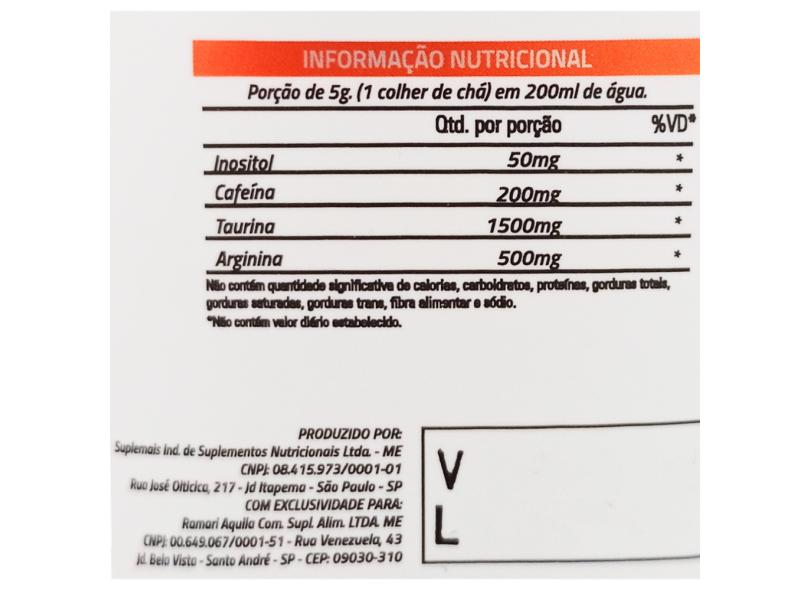 INFORMAÇÃO NUTRICIONAL
Porção de 5g. (1 colher de chá) em 200ml de água.
Qtd. por porção %VD*
Inositol 50mg *
Cafeína 200mg *
Taurina 1500mg *
Arginina 500mg *
Não contém quantidade significativa de calorias, carboidratos, proteínas, gorduras totais,
gorduras saturadas, gorduras trans, fibra alimentar e sódio.
*Não contém valor diário estabelecido.
PRODUZIDO POR:
Suplemais Ind. de Suplementos Nutricionais Ltda. - ME
CNPJ: 08.415.973/0001-01
Rua José Oiticica, 217 - Jd Itapema - São Paulo - SP
COM EXCLUSIVIDADE PARA:
Ramari Aquila Com. Supl. Alim. LTDA. ME
CNPJ: 00.649.067/0001-51 - Rua Venezuela, 43
Jd. Bela Vista - Santo André - SP - CEP: 09030-310
V
L